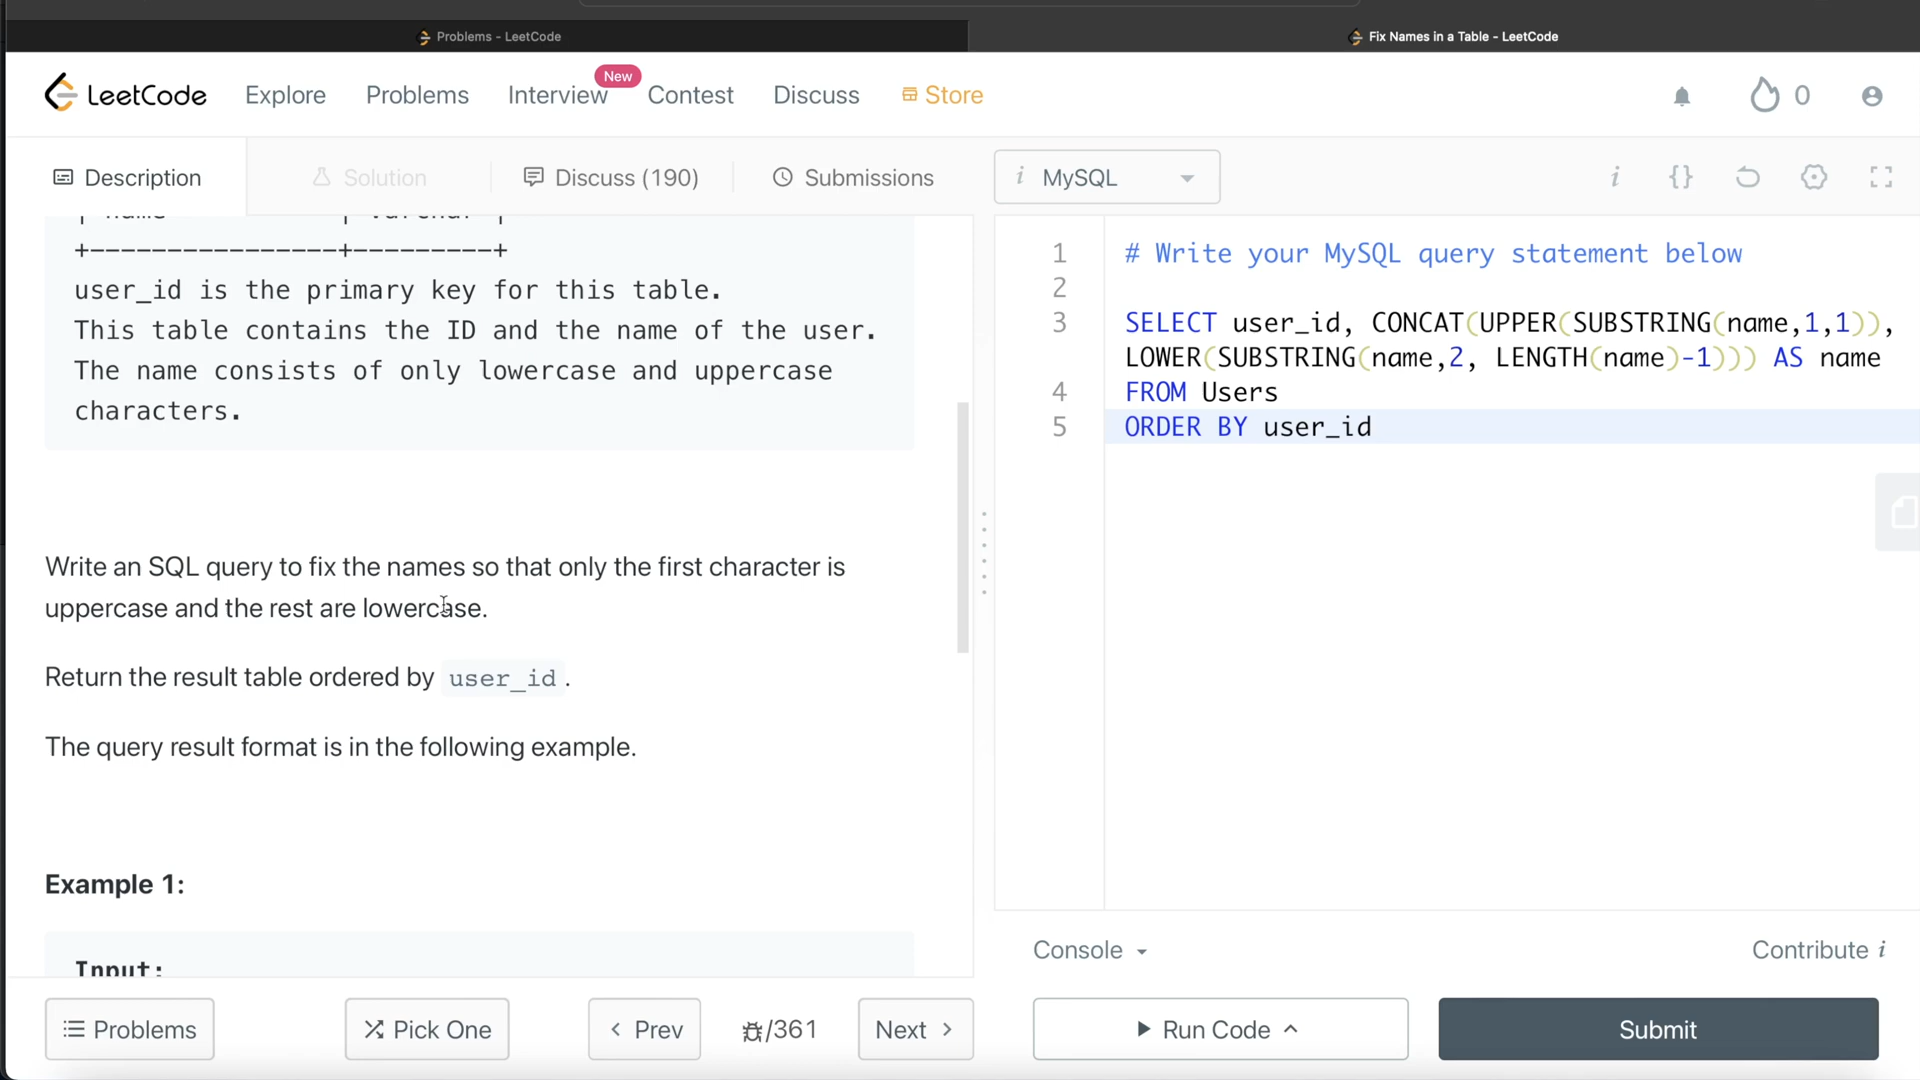 Problems - LeetCode
Fix Names in a Table - LeetCode
LeetCode
Explore
Problems
Interview
New
Contest
Discuss
Store
0
Description
Solution
Discuss (190)
Submissions
i MySQL
i {}
+----------------+---------+
user_id is the primary key for this table.
This table contains the ID and the name of the user.
The name consists of only lowercase and uppercase
characters.
Write an SQL query to fix the names so that only the first character is
uppercase and the rest are lowercase.
Return the result table ordered by user_id.
The query result format is in the following example.
Example 1:
Input:
1 # Write your MySQL query statement below
2
3 SELECT user_id, CONCAT(UPPER(SUBSTRING(name,1,1)),
LOWER(SUBSTRING(name,2, LENGTH(name)-1))) AS name
4 FROM Users
5 ORDER BY user_id
Console
Contribute i
Problems
Pick One
Prev
/361
Next
Run Code
Submit